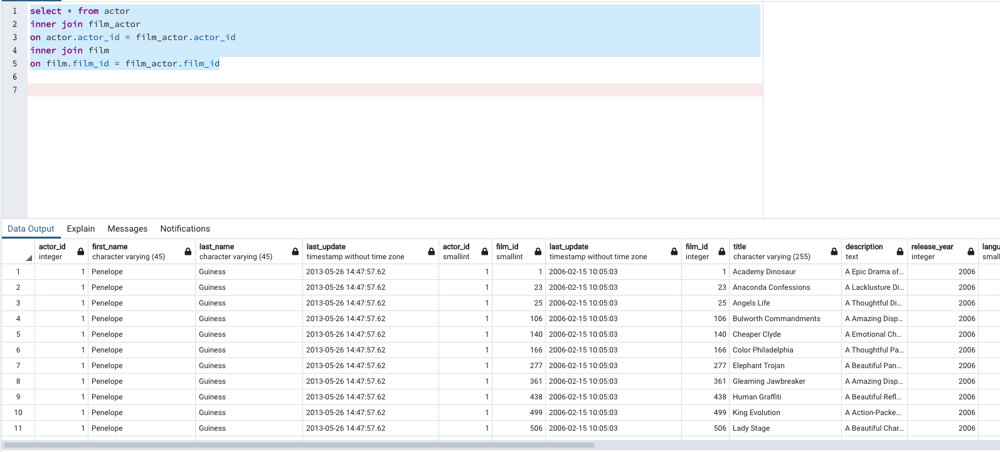 1 select * from actor
2 inner join film_actor
3 on actor.actor_id = film_actor.actor_id
4 inner join film
5 on film.film_id = film_actor.film_id
6
7
Data Output Explain Messages Notifications
actor_id first_name last_name last_update actor_id film_id last_update film_id title description release_year langu
integer character varying (45) character varying (45) timestamp without time zone smallint smallint timestamp without time zone integer character varying (255) text integer small
1 1 Penelope Guiness 2013-05-26 14:47:57.62 1 1 2006-02-15 10:05:03 1 Academy Dinosaur A Epic Drama of... 2006
2 1 Penelope Guiness 2013-05-26 14:47:57.62 1 23 2006-02-15 10:05:03 23 Anaconda Confessions A Lacklusture Di... 2006
3 1 Penelope Guiness 2013-05-26 14:47:57.62 1 25 2006-02-15 10:05:03 25 Angels Life A Thoughtful Di... 2006
4 1 Penelope Guiness 2013-05-26 14:47:57.62 1 106 2006-02-15 10:05:03 106 Bulworth Commandments A Amazing Disp... 2006
5 1 Penelope Guiness 2013-05-26 14:47:57.62 1 140 2006-02-15 10:05:03 140 Cheaper Clyde A Emotional Ch... 2006
6 1 Penelope Guiness 2013-05-26 14:47:57.62 1 166 2006-02-15 10:05:03 166 Color Philadelphia A Thoughtful Pa... 2006
7 1 Penelope Guiness 2013-05-26 14:47:57.62 1 277 2006-02-15 10:05:03 277 Elephant Trojan A Beautiful Pan... 2006
8 1 Penelope Guiness 2013-05-26 14:47:57.62 1 361 2006-02-15 10:05:03 361 Gleaming Jawbreaker A Amazing Disp... 2006
9 1 Penelope Guiness 2013-05-26 14:47:57.62 1 438 2006-02-15 10:05:03 438 Human Graffiti A Beautiful Refl... 2006
10 1 Penelope Guiness 2013-05-26 14:47:57.62 1 499 2006-02-15 10:05:03 499 King Evolution A Action-Packe... 2006
11 1 Penelope Guiness 2013-05-26 14:47:57.62 1 506 2006-02-15 10:05:03 506 Lady Stage A Beautiful Char... 2006